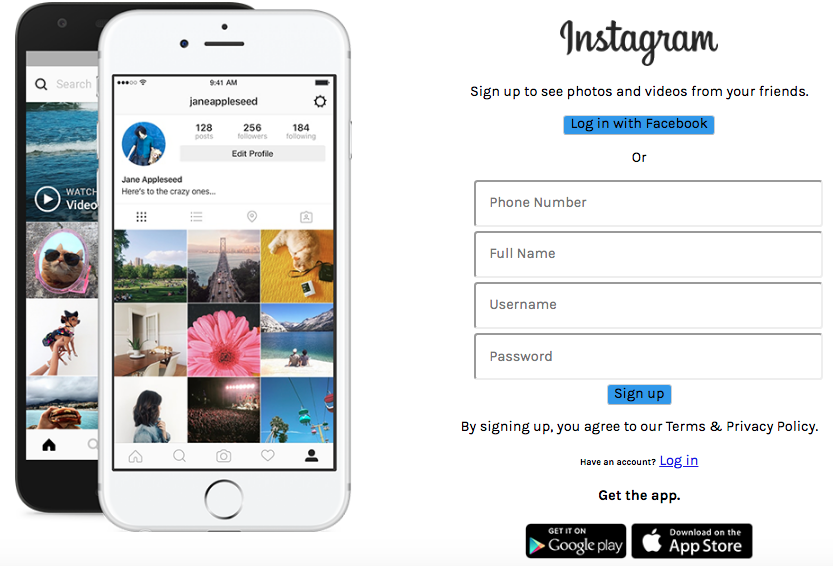 Search
WATCH
Video
9:41 AM
janeappleseed
128 256 184
posts followers following
Edit Profile
Jane Appleseed
Here's to the crazy ones...
Instagram
Sign up to see photos and videos from your friends.
Log in with Facebook
Or
Phone Number
Full Name
Username
Password
Sign up
By signing up, you agree to our Terms & Privacy Policy.
Have an account? Log in
Get the app.
GET IT ON
Google play
Download on the
App Store